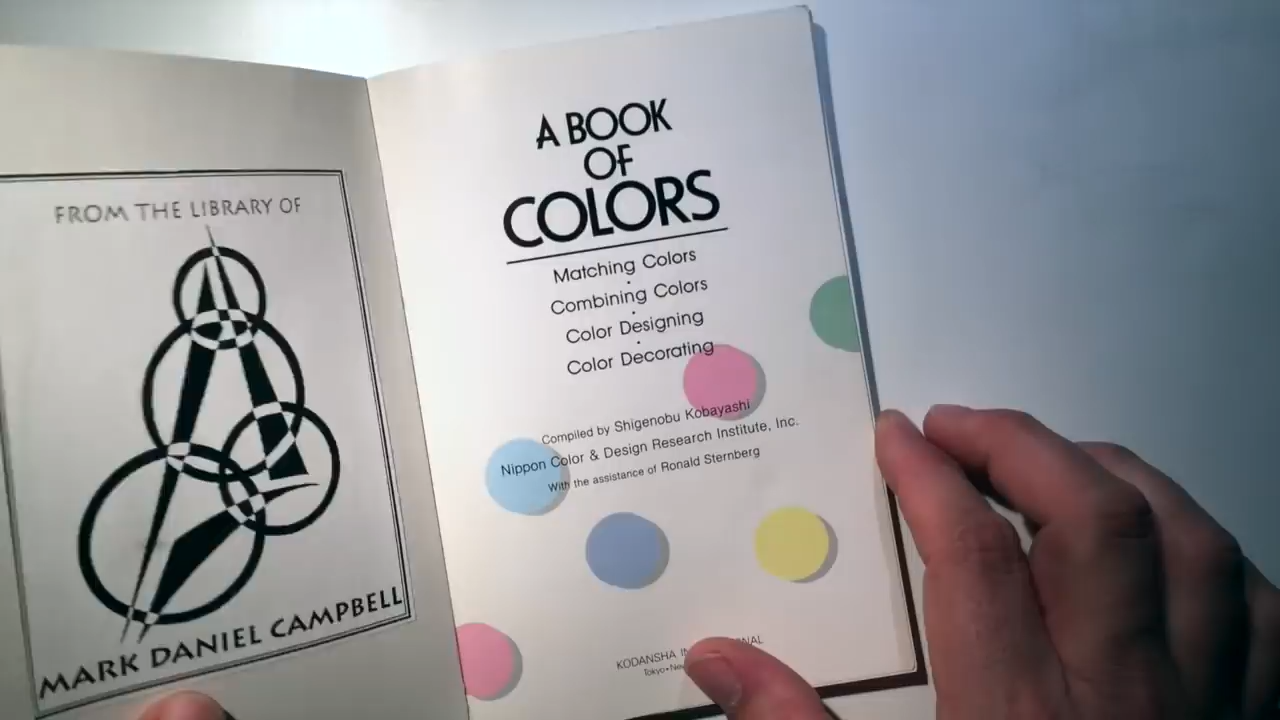 FROM THE LIBRARY OF
MARK DANIEL CAMPBELL
A BOOK
OF
COLORS
Matching Colors
·
Combining Colors
·
Color Designing
·
Color Decorating
Compiled by Shigenobu Kobayashi
Nippon Color & Design Research Institute, Inc.
With the assistance of Ronald Sternberg
KODANSHA
Tokyo•